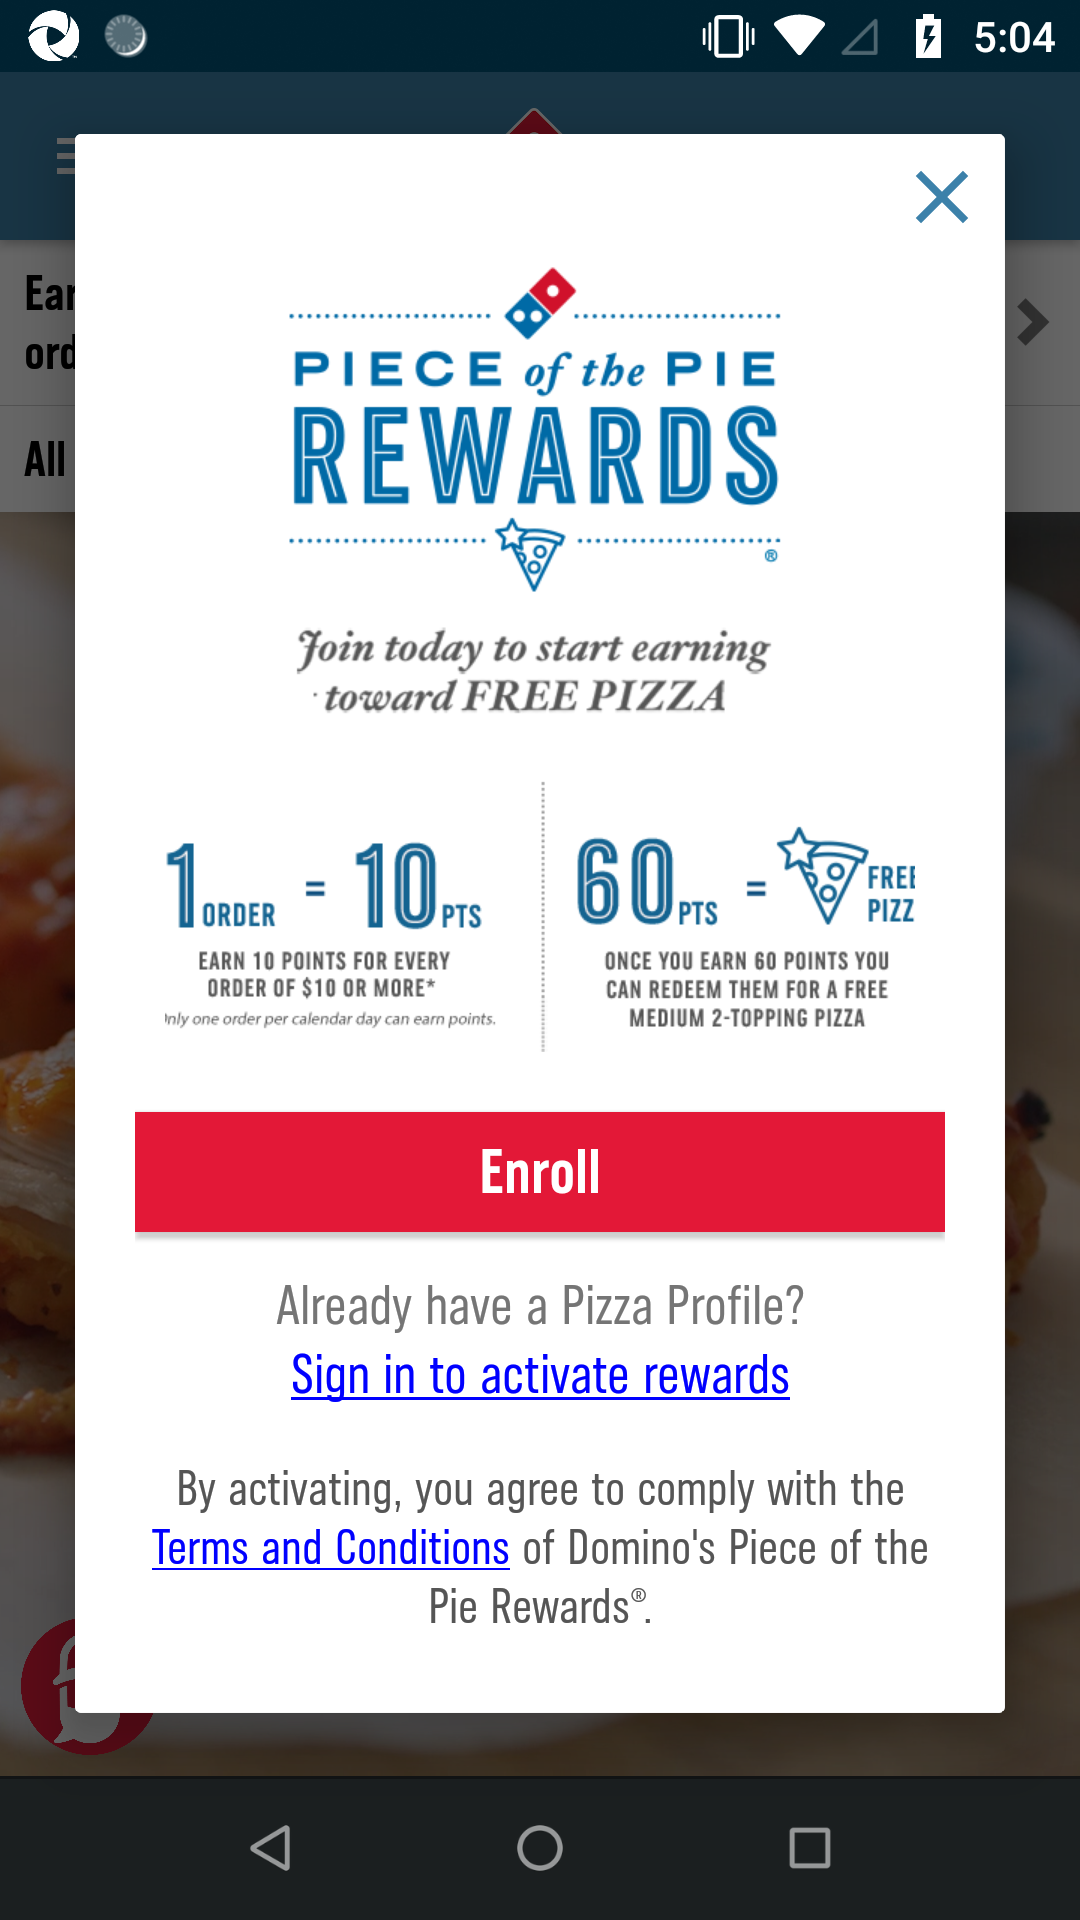 5:04
PIECE of the PIE
REWARDS
®
Join today to start earning
toward FREE PIZZA
1 ORDER = 10 PTS
EARN 10 POINTS FOR EVERY
ORDER OF $10 OR MORE*
nly one order per calendar day can earn points.
60 PTS = FREE
PIZZ
ONCE YOU EARN 60 POINTS YOU
CAN REDEEM THEM FOR A FREE
MEDIUM 2-TOPPING PIZZA
Enroll
Already have a Pizza Profile?
Sign in to activate rewards
By activating, you agree to comply with the
Terms and Conditions of Domino's Piece of the
Pie Rewards®.
All